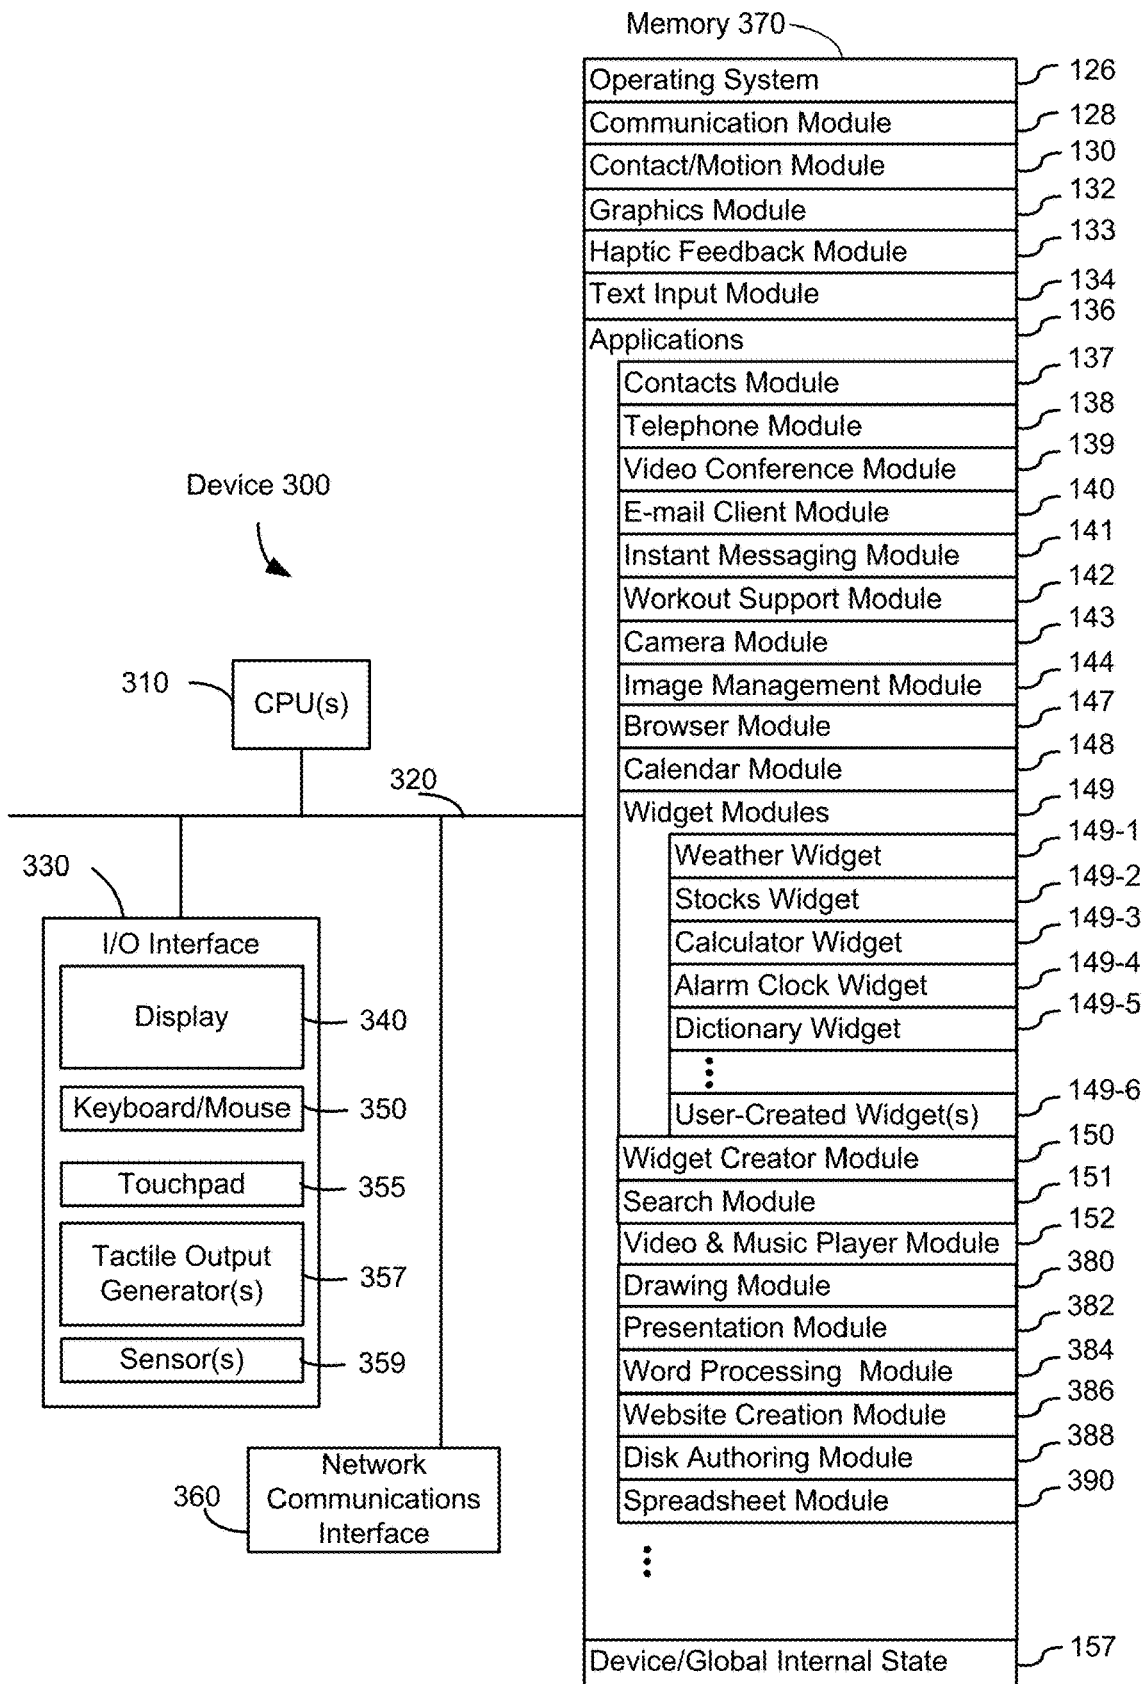 Memory 370
Operating System 126
Communication Module 128
Contact/Motion Module 130
Graphics Module 132
Haptic Feedback Module 133
Text Input Module 134
Applications 136
Contacts Module 137
Telephone Module 138
Video Conference Module 139
E-mail Client Module 140
Instant Messaging Module 141
Workout Support Module 142
Camera Module 143
Image Management Module 144
Browser Module 147
Calendar Module 148
Widget Modules 149
Weather Widget 149-1
Stocks Widget 149-2
Calculator Widget 149-3
Alarm Clock Widget 149-4
Dictionary Widget 149-5
User-Created Widget(s) 149-6
Widget Creator Module 150
Search Module 151
Video & Music Player Module 152
Drawing Module 380
Presentation Module 382
Word Processing Module 384
Website Creation Module 386
Disk Authoring Module 388
Spreadsheet Module 390
Device/Global Internal State 157
Device 300
310
CPU(s)
320
330
I/O Interface
Display 340
Keyboard/Mouse 350
Touchpad 355
Tactile Output
Generator(s) 357
Sensor(s) 359
360
Network
Communications
Interface